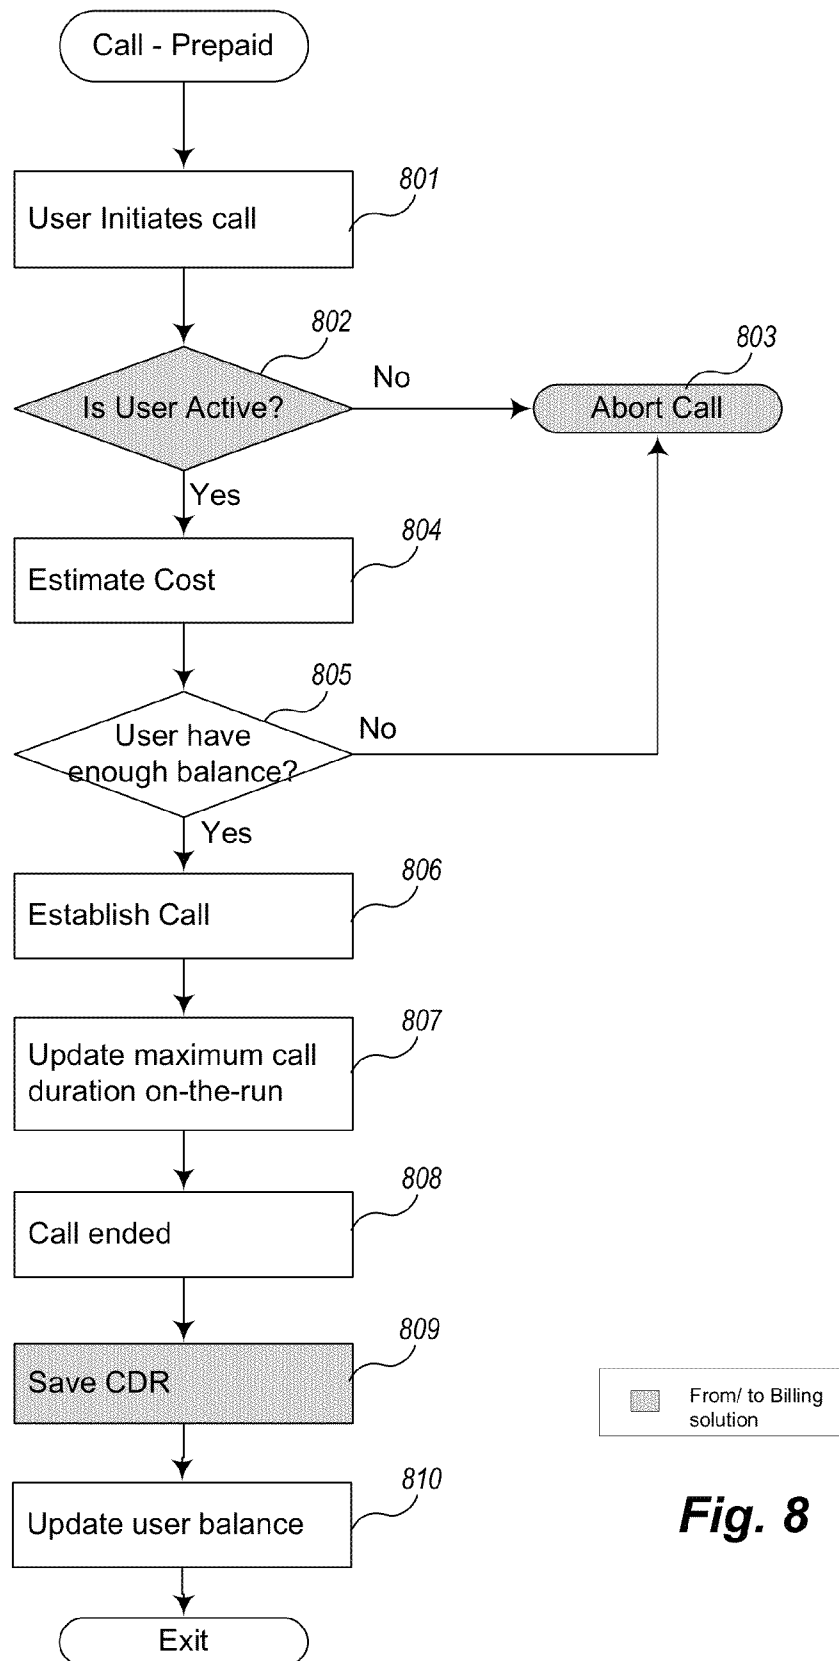 Call - Prepaid
801
User Initiates call
802
803
Is User Active?
No
Abort Call
Yes
804
Estimate Cost
805
User have
enough balance?
No
Yes
806
Establish Call
807
Update maximum call
duration on-the-run
808
Call ended
809
Save CDR
From/ to Billing
solution
810
Update user balance
Fig. 8
Exit